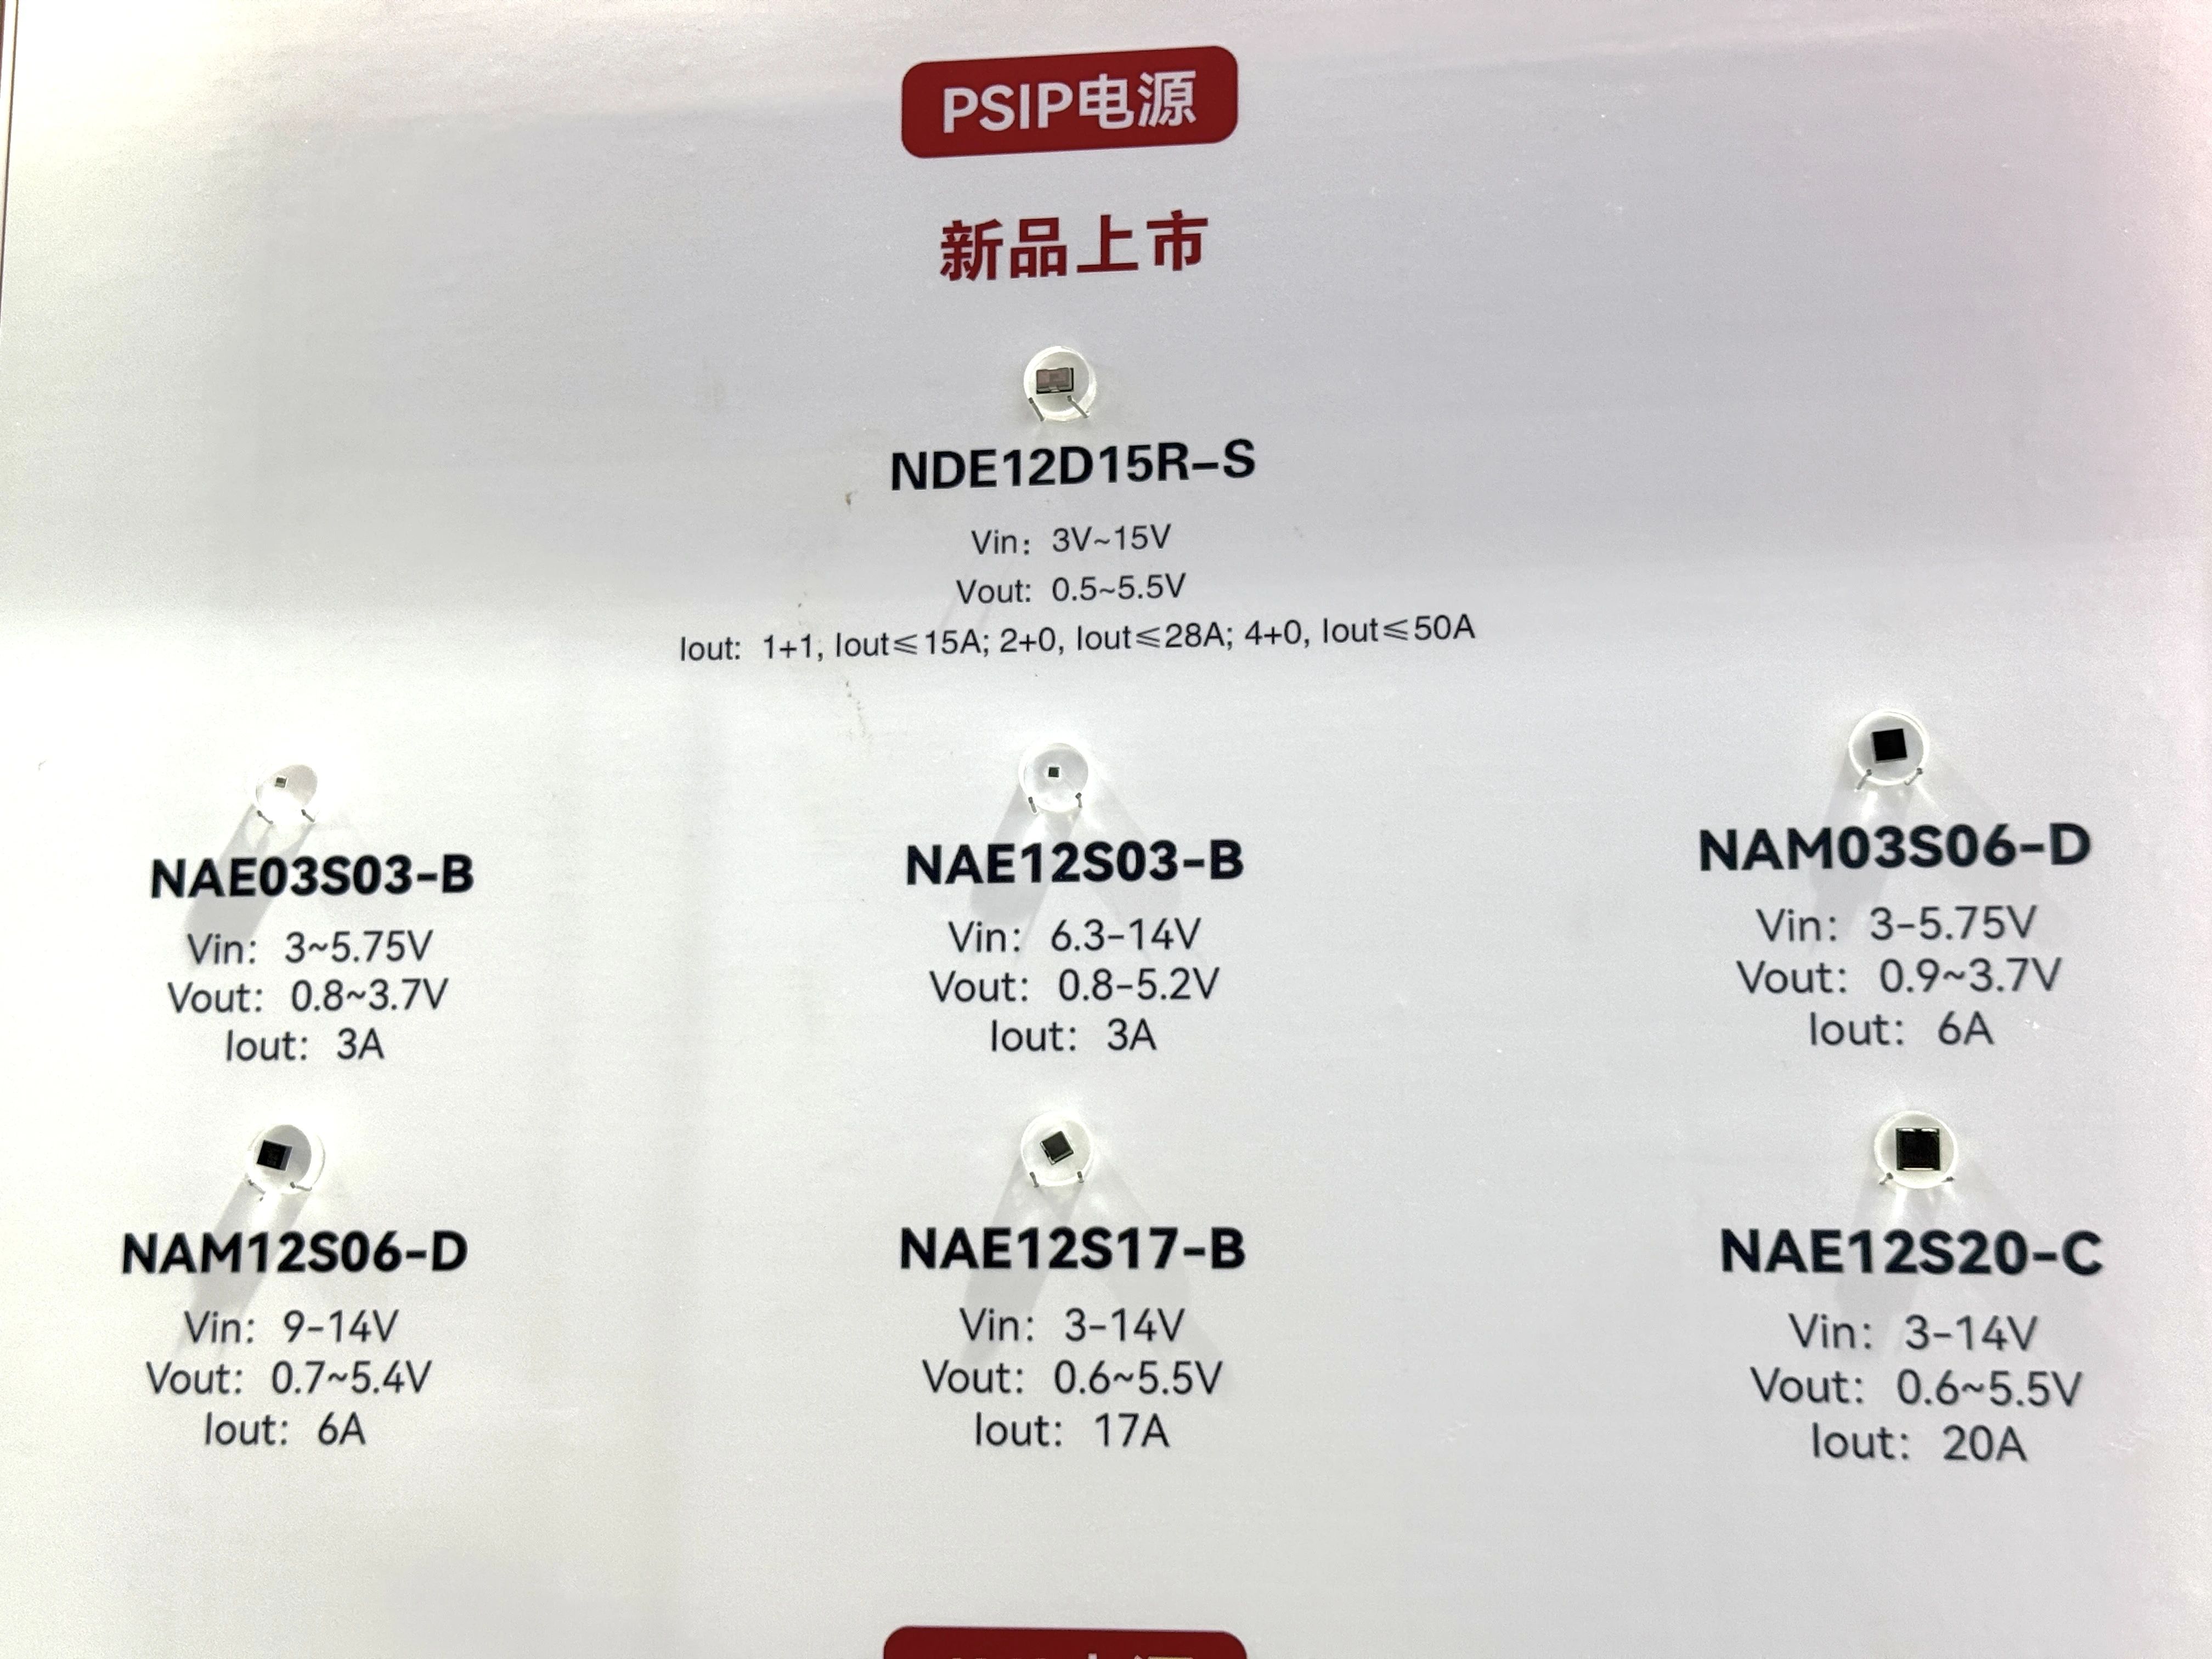 PSIP电源
新品上市
NDE12D15R-S
Vin: 3V~15V
Vout: 0.5~5.5V
Iout: 1+1, Iout≤15A; 2+0, Iout≤28A; 4+0, Iout≤50A
NAE03S03-B
Vin: 3~5.75V
Vout: 0.8~3.7V
Iout: 3A
NAE12S03-B
Vin: 6.3-14V
Vout: 0.8-5.2V
Iout: 3A
NAM03S06-D
Vin: 3-5.75V
Vout: 0.9~3.7V
Iout: 6A
NAM12S06-D
Vin: 9-14V
Vout: 0.7~5.4V
Iout: 6A
NAE12S17-B
Vin: 3-14V
Vout: 0.6~5.5V
Iout: 17A
NAE12S20-C
Vin: 3-14V
Vout: 0.6~5.5V
Iout: 20A